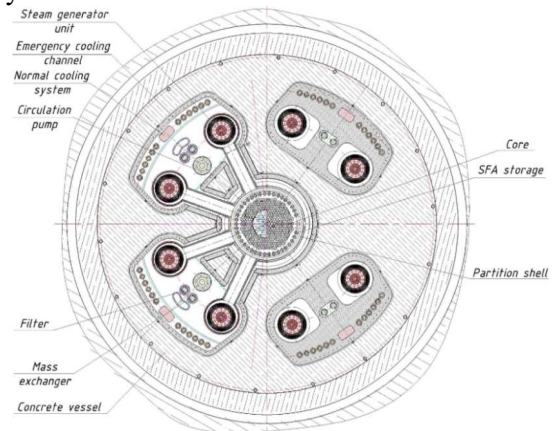 y
Steam generator
unit
Emergency cooling
channel
Normal cooling
system
Circulation
pump
Core
SFA storage
Partition shell
Filter
Mass
exchanger
Concrete vessel